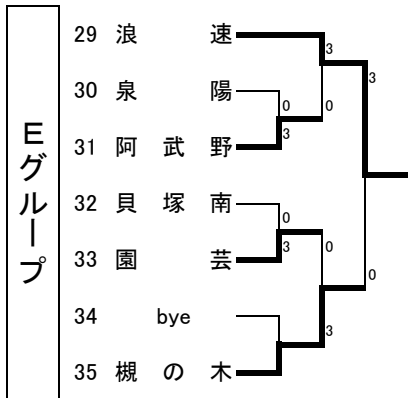 Eグループ
29 浪速 3
30 泉陽 0
31 阿武野 3 0
3
32 貝塚南 0
33 園芸 3 0
0
34 bye
35 槻の木 3